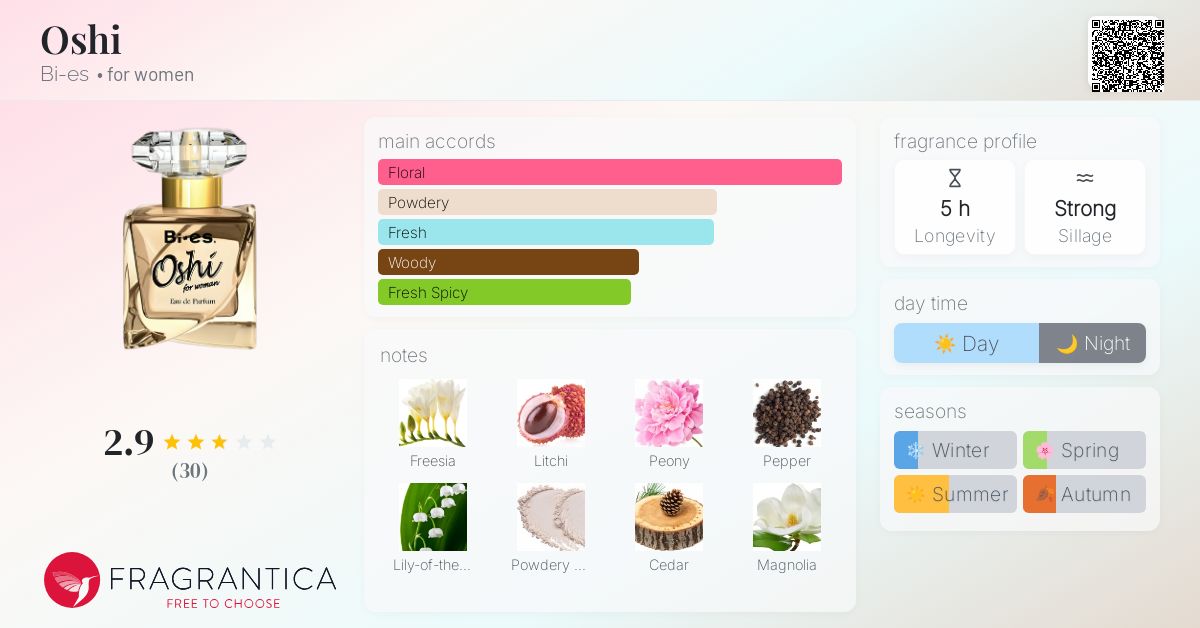 Oshi
Bi-es • for women
Bi·es.
Oshi
for woman
Eau de Parfum
2.9
(30)
FRAGRANTICA
FREE TO CHOOSE
main accords
Floral
Powdery
Fresh
Woody
Fresh Spicy
notes
Freesia
Litchi
Peony
Pepper
Lily-of-the...
Powdery ...
Cedar
Magnolia
fragrance profile
5 h
Longevity
Strong
Sillage
day time
Day
Night
seasons
Winter
Spring
Summer
Autumn